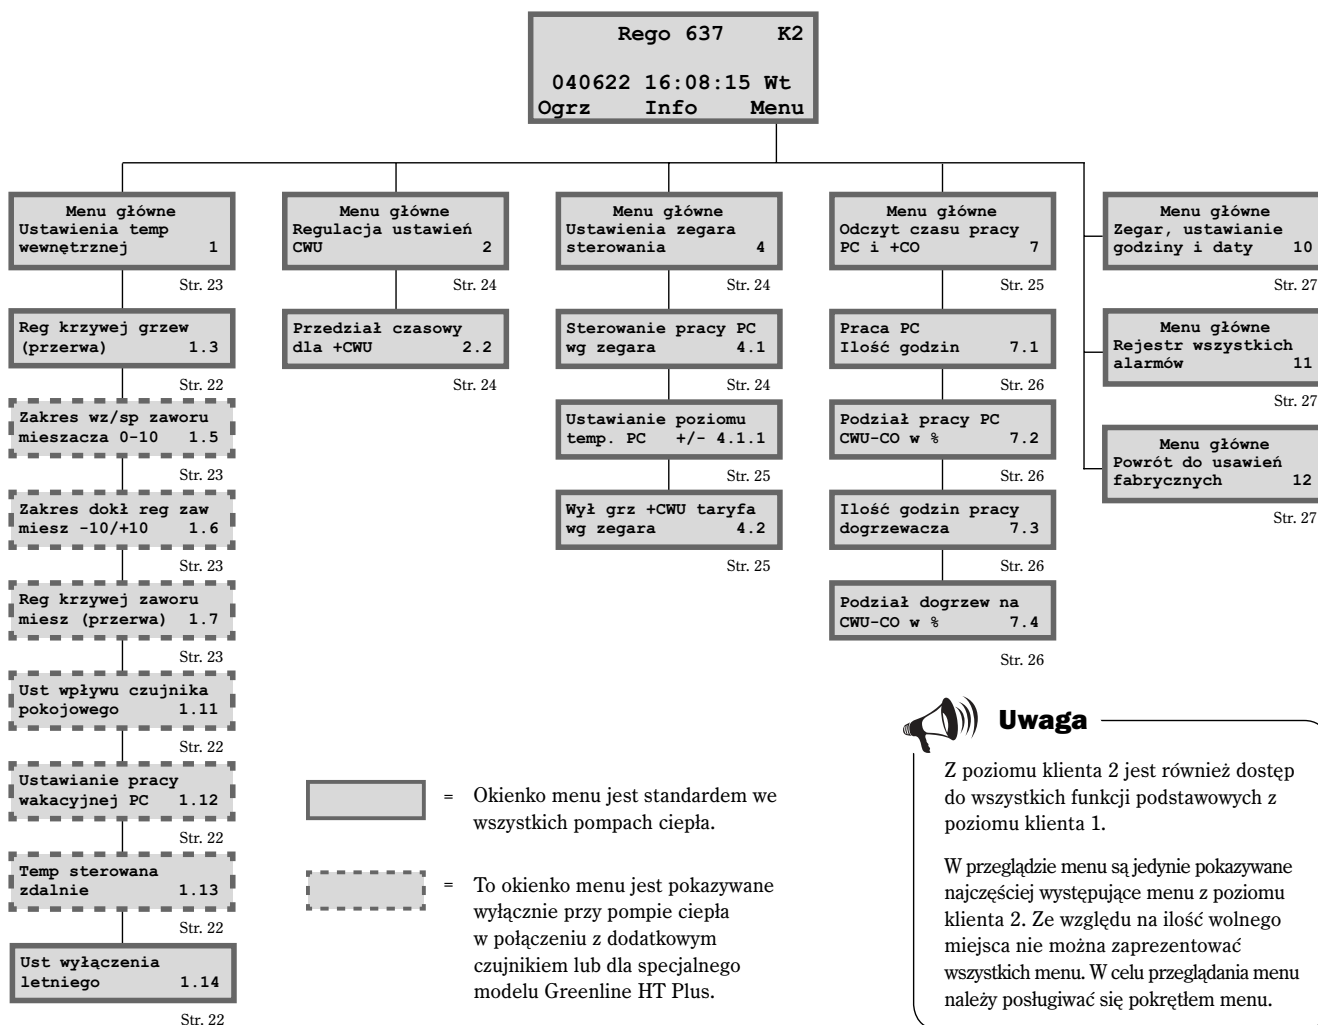 Rego 637 K2
040622 16:08:15 Wt
Ogrz Info Menu
Menu główne
Ustawienia temp
wewnętrznej 1
Str. 23
Reg krzywej grzew
(przerwa) 1.3
Str. 22
Zakres wz/sp zaworu
mieszacza 0-10 1.5
Str. 23
Zakres dokł reg zaw
miesz -10/+10 1.6
Str. 23
Reg krzywej zaworu
miesz (przerwa) 1.7
Str. 23
Ust wpływu czujnika
pokojowego 1.11
Str. 22
Ustawianie pracy
wakacyjnej PC 1.12
Str. 22
Temp sterowana
zdalnie 1.13
Str. 22
Ust wyłączenia
letniego 1.14
Str. 22
Menu główne
Regulacja ustawień
CWU 2
Str. 24
Przedział czasowy
dla +CWU 2.2
Str. 24
Menu główne
Ustawienia zegara
sterowania 4
Str. 24
Sterowanie pracy PC
wg zegara 4.1
Str. 24
Ustawianie poziomu
temp. PC +/- 4.1.1
Str. 25
Wył grz +CWU taryfa
wg zegara 4.2
Str. 25
Menu główne
Odczyt czasu pracy
PC i +CO 7
Str. 25
Praca PC
Ilość godzin 7.1
Str. 26
Podział pracy PC
CWU-CO w % 7.2
Str. 26
Ilość godzin pracy
dogrzewacza 7.3
Str. 26
Podział dogrzew na
CWU-CO w % 7.4
Str. 26
Menu główne
Zegar, ustawianie
godziny i daty 10
Str. 27
Menu główne
Rejestr wszystkich
alarmów 11
Str. 27
Menu główne
Powrót do usawień
fabrycznych 12
Str. 27
= Okienko menu jest standardem we
wszystkich pompach ciepła.
= To okienko menu jest pokazywane
wyłącznie przy pompie ciepła
w połączeniu z dodatkowym
czujnikiem lub dla specjalnego
modelu Greenline HT Plus.
Uwaga
Z poziomu klienta 2 jest również dostęp
do wszystkich funkcji podstawowych z
poziomu klienta 1.
W przeglądzie menu są jedynie pokazywane
najczęściej występujące menu z poziomu
klienta 2. Ze względu na ilość wolnego
miejsca nie można zaprezentować
wszystkich menu. W celu przeglądania menu
należy posługiwać się pokrętłem menu.